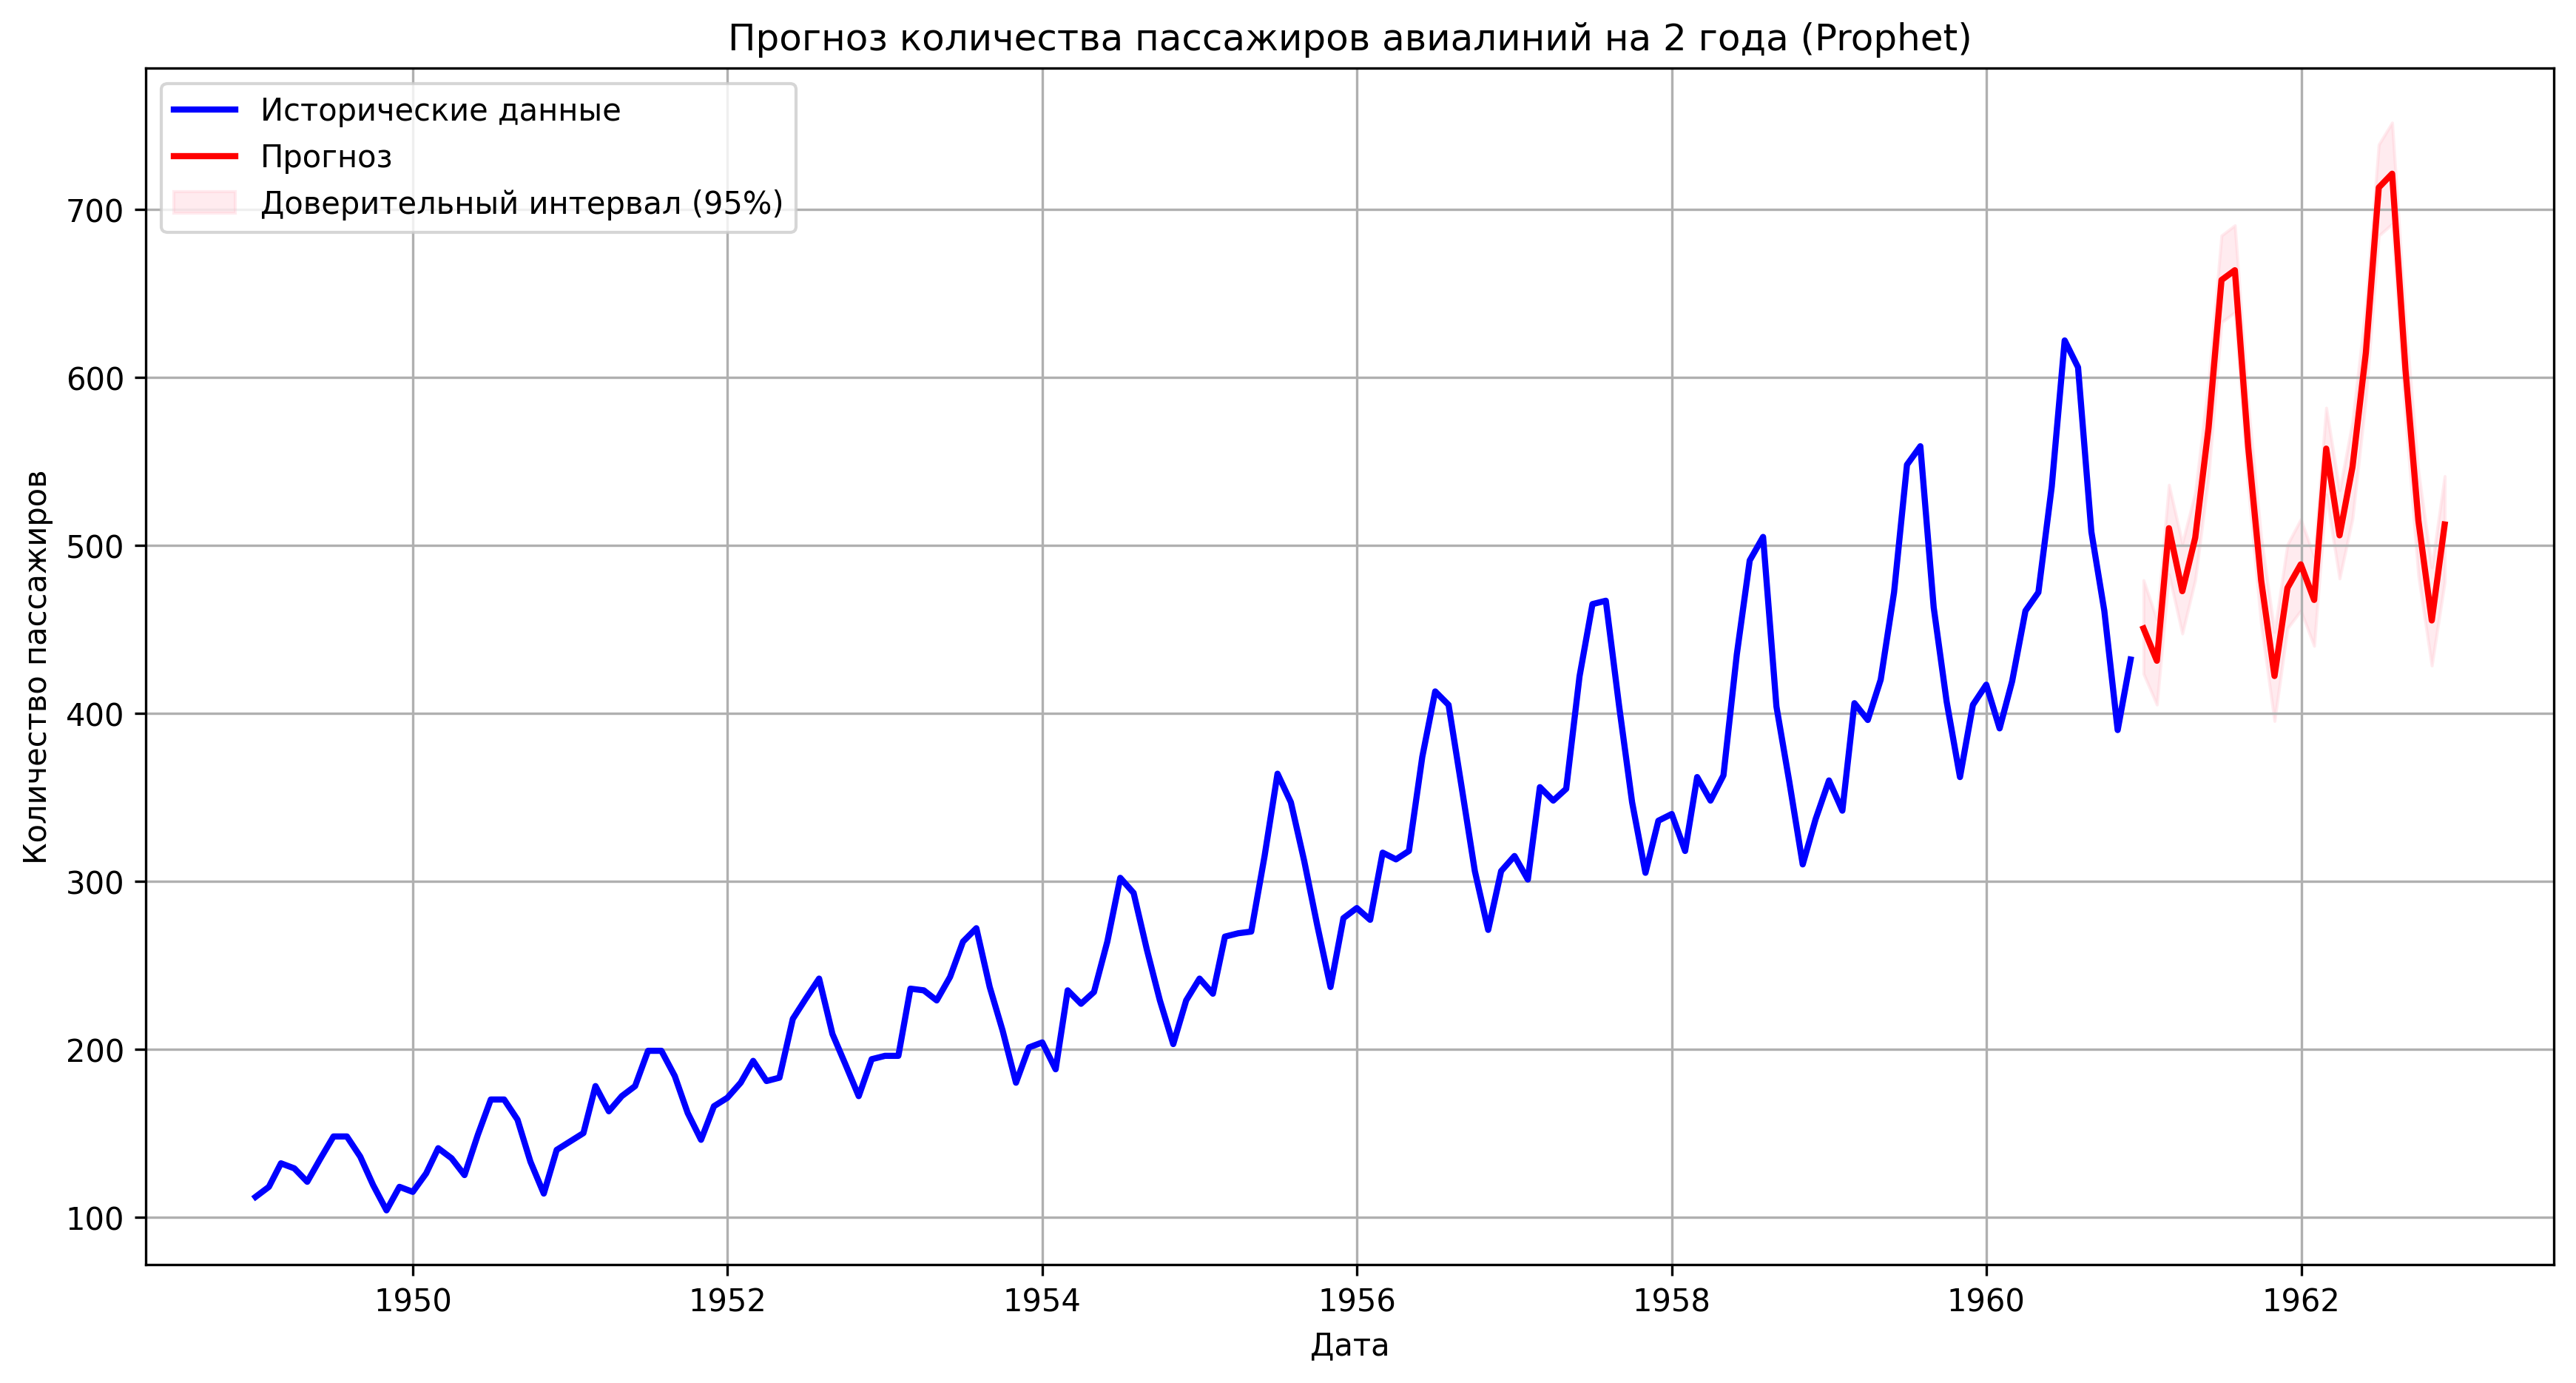 Прогноз количества пассажиров авиалиний на 2 года (Prophet)
Исторические данные
Прогноз
Доверительный интервал (95%)
Количество пассажиров
700
600
500
400
300
200
100
1950 1952 1954 1956 1958 1960 1962
Дата